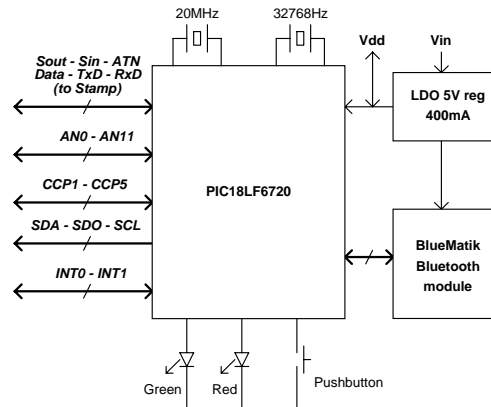 20MHz
32768Hz
Sout - Sin - ATN
Data - TxD - RxD
(to Stamp)
Vdd
Vin
LDO 5V reg
400mA
AN0 - AN11
CCP1 - CCP5
PIC18LF6720
SDA - SDO - SCL
BlueMatik
Bluetooth
module
INT0 - INT1
Green
Red
Pushbutton